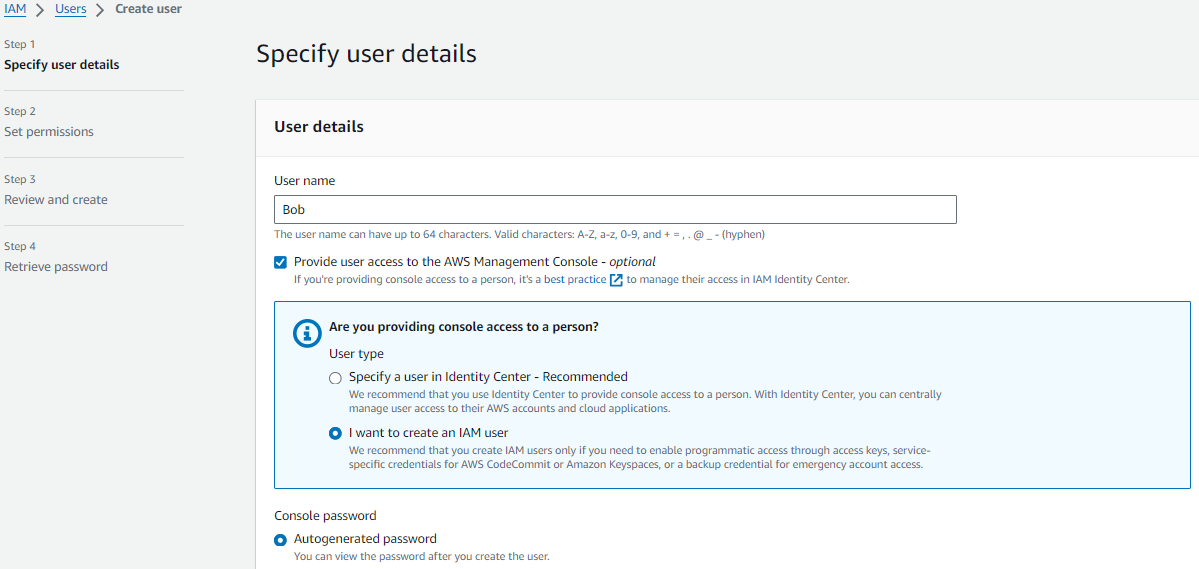 IAM > Users > Create user
Step 1
Specify user details
Step 2
Set permissions
Step 3
Review and create
Step 4
Retrieve password
Specify user details
User details
User name
Bob
The user name can have up to 64 characters. Valid characters: A-Z, a-z, 0-9, and + = , . @ _ - (hyphen)
Provide user access to the AWS Management Console - optional
If you're providing console access to a person, it's a best practice to manage their access in IAM Identity Center.
Are you providing console access to a person?
User type
Specify a user in Identity Center - Recommended
We recommend that you use Identity Center to provide console access to a person. With Identity Center, you can centrally
manage user access to their AWS accounts and cloud applications.
I want to create an IAM user
We recommend that you create IAM users only if you need to enable programmatic access through access keys, service-
specific credentials for AWS CodeCommit or Amazon Keyspaces, or a backup credential for emergency account access.
Console password
Autogenerated password
You can view the password after you create the user.